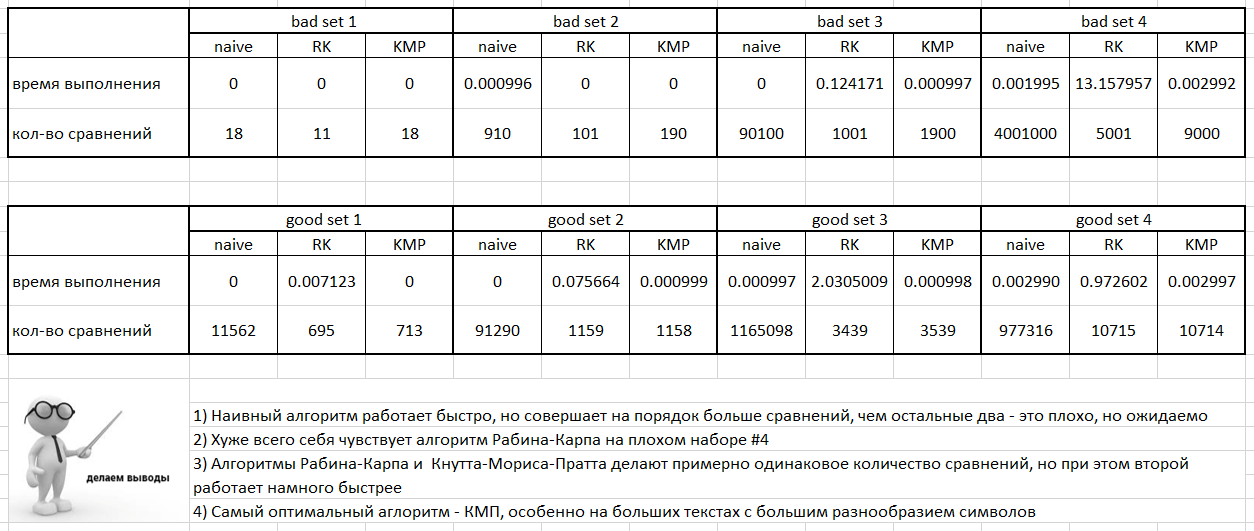 bad set 1 bad set 2 bad set 3 bad set 4
naive RK KMP naive RK KMP naive RK KMP naive RK KMP
время выполнения 0 0 0 0.000996 0 0 0 0.124171 0.000997 0.001995 13.157957 0.002992
кол-во сравнений 18 11 18 910 101 190 90100 1001 1900 4001000 5001 9000
good set 1 good set 2 good set 3 good set 4
naive RK KMP naive RK KMP naive RK KMP naive RK KMP
время выполнения 0 0.007123 0 0 0.075664 0.000999 0.000997 2.0305009 0.000998 0.002990 0.972602 0.002997
кол-во сравнений 11562 695 713 91290 1159 1158 1165098 3439 3539 977316 10715 10714
делаем выводы
1) Наивный алгоритм работает быстро, но совершает на порядок больше сравнений, чем остальные два - это плохо, но ожидаемо
2) Хуже всего себя чувствует алгоритм Рабина-Карпа на плохом наборе #4
3) Алгоритмы Рабина-Карпа и Кнутта-Мориса-Пратта делают примерно одинаковое количество сравнений, но при этом второй
работает намного быстрее
4) Самый оптимальный алгоритм - КМП, особенно на больших текстах с большим разнообразием символов